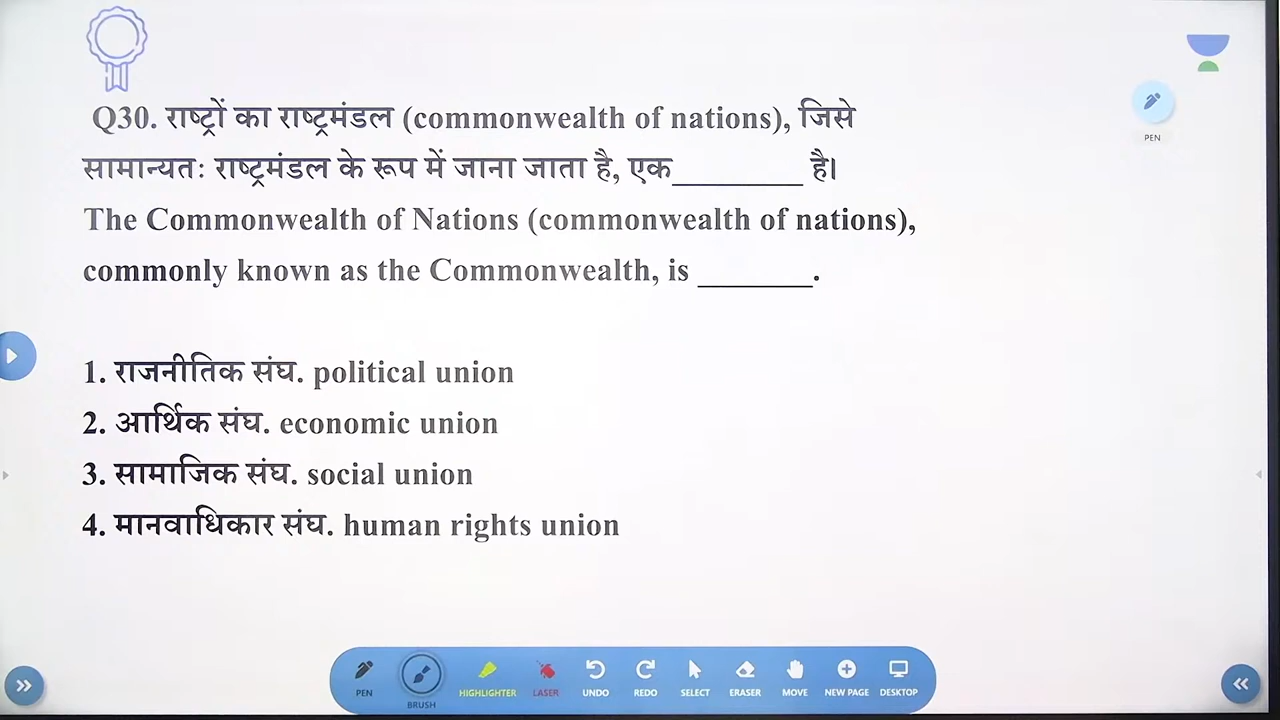 Q30. राष्ट्रों का राष्ट्रमंडल (commonwealth of nations), जिसे
सामान्यतः राष्ट्रमंडल के रूप में जाना जाता है, एक_________ है।
The Commonwealth of Nations (commonwealth of nations),
commonly known as the Commonwealth, is ________.
1. राजनीतिक संघ. political union
2. आर्थिक संघ. economic union
3. सामाजिक संघ. social union
4. मानवाधिकार संघ. human rights union
PEN
PEN
BRUSH
HIGHLIGHTER
LASER
UNDO
REDO
SELECT
ERASER
MOVE
NEW PAGE
DESKTOP